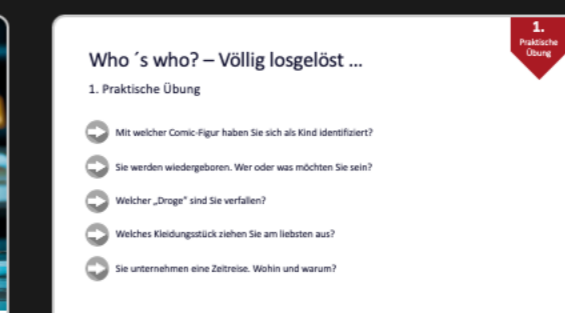 Who ´s who? – Völlig losgelöst ...
1.
Praktische
Übung
1. Praktische Übung
Mit welcher Comic-Figur haben Sie sich als Kind identifiziert?
Sie werden wiedergeboren. Wer oder was möchten Sie sein?
Welcher „Droge" sind Sie verfallen?
Welches Kleidungsstück ziehen Sie am liebsten aus?
Sie unternehmen eine Zeitreise. Wohin und warum?